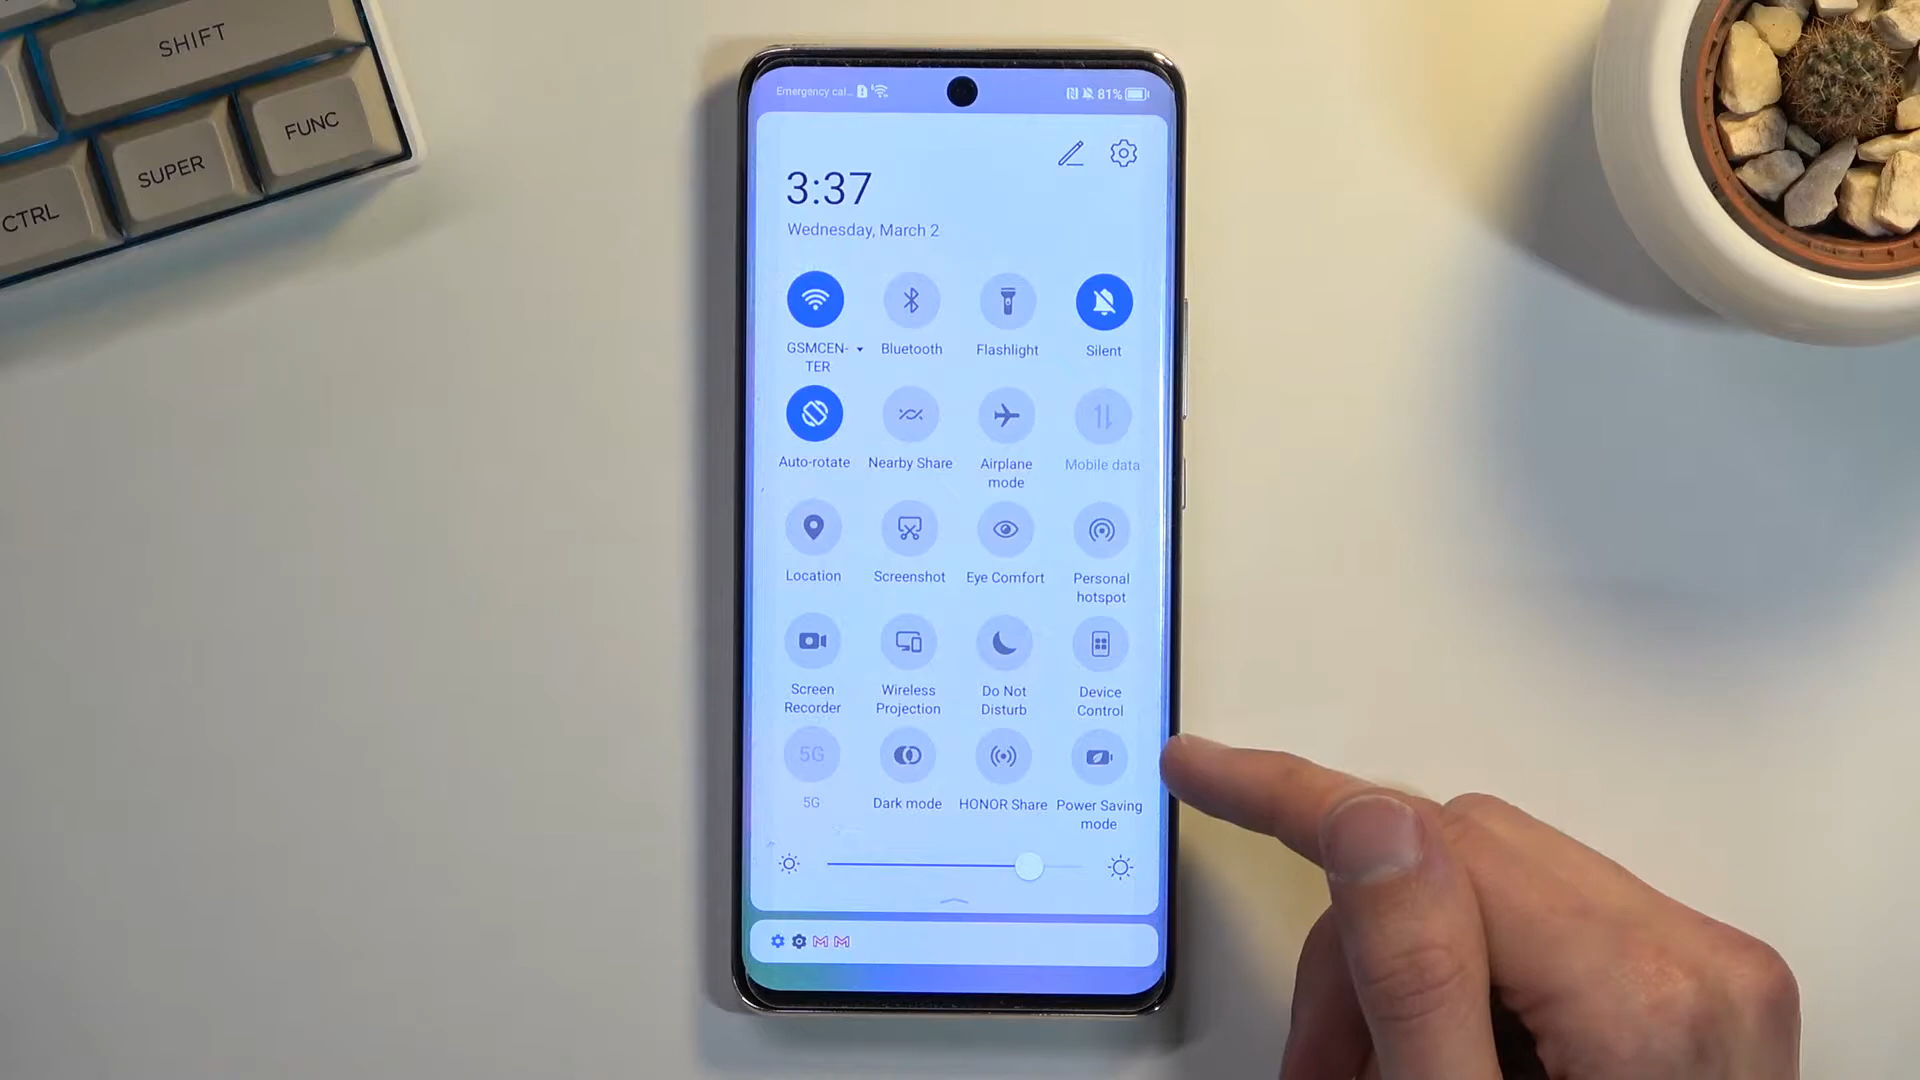 SHIFT
FUNC
SUPER
CTRL
Emergency cal...
81%
3:37
Wednesday, March 2
GSMCEN-
TER
Bluetooth
Flashlight
Silent
Auto-rotate
Nearby Share
Airplane
mode
Mobile data
Location
Screenshot
Eye Comfort
Personal
hotspot
Screen
Recorder
Wireless
Projection
Do Not
Disturb
Device
Control
5G
5G
Dark mode
HONOR Share
Power Saving
mode